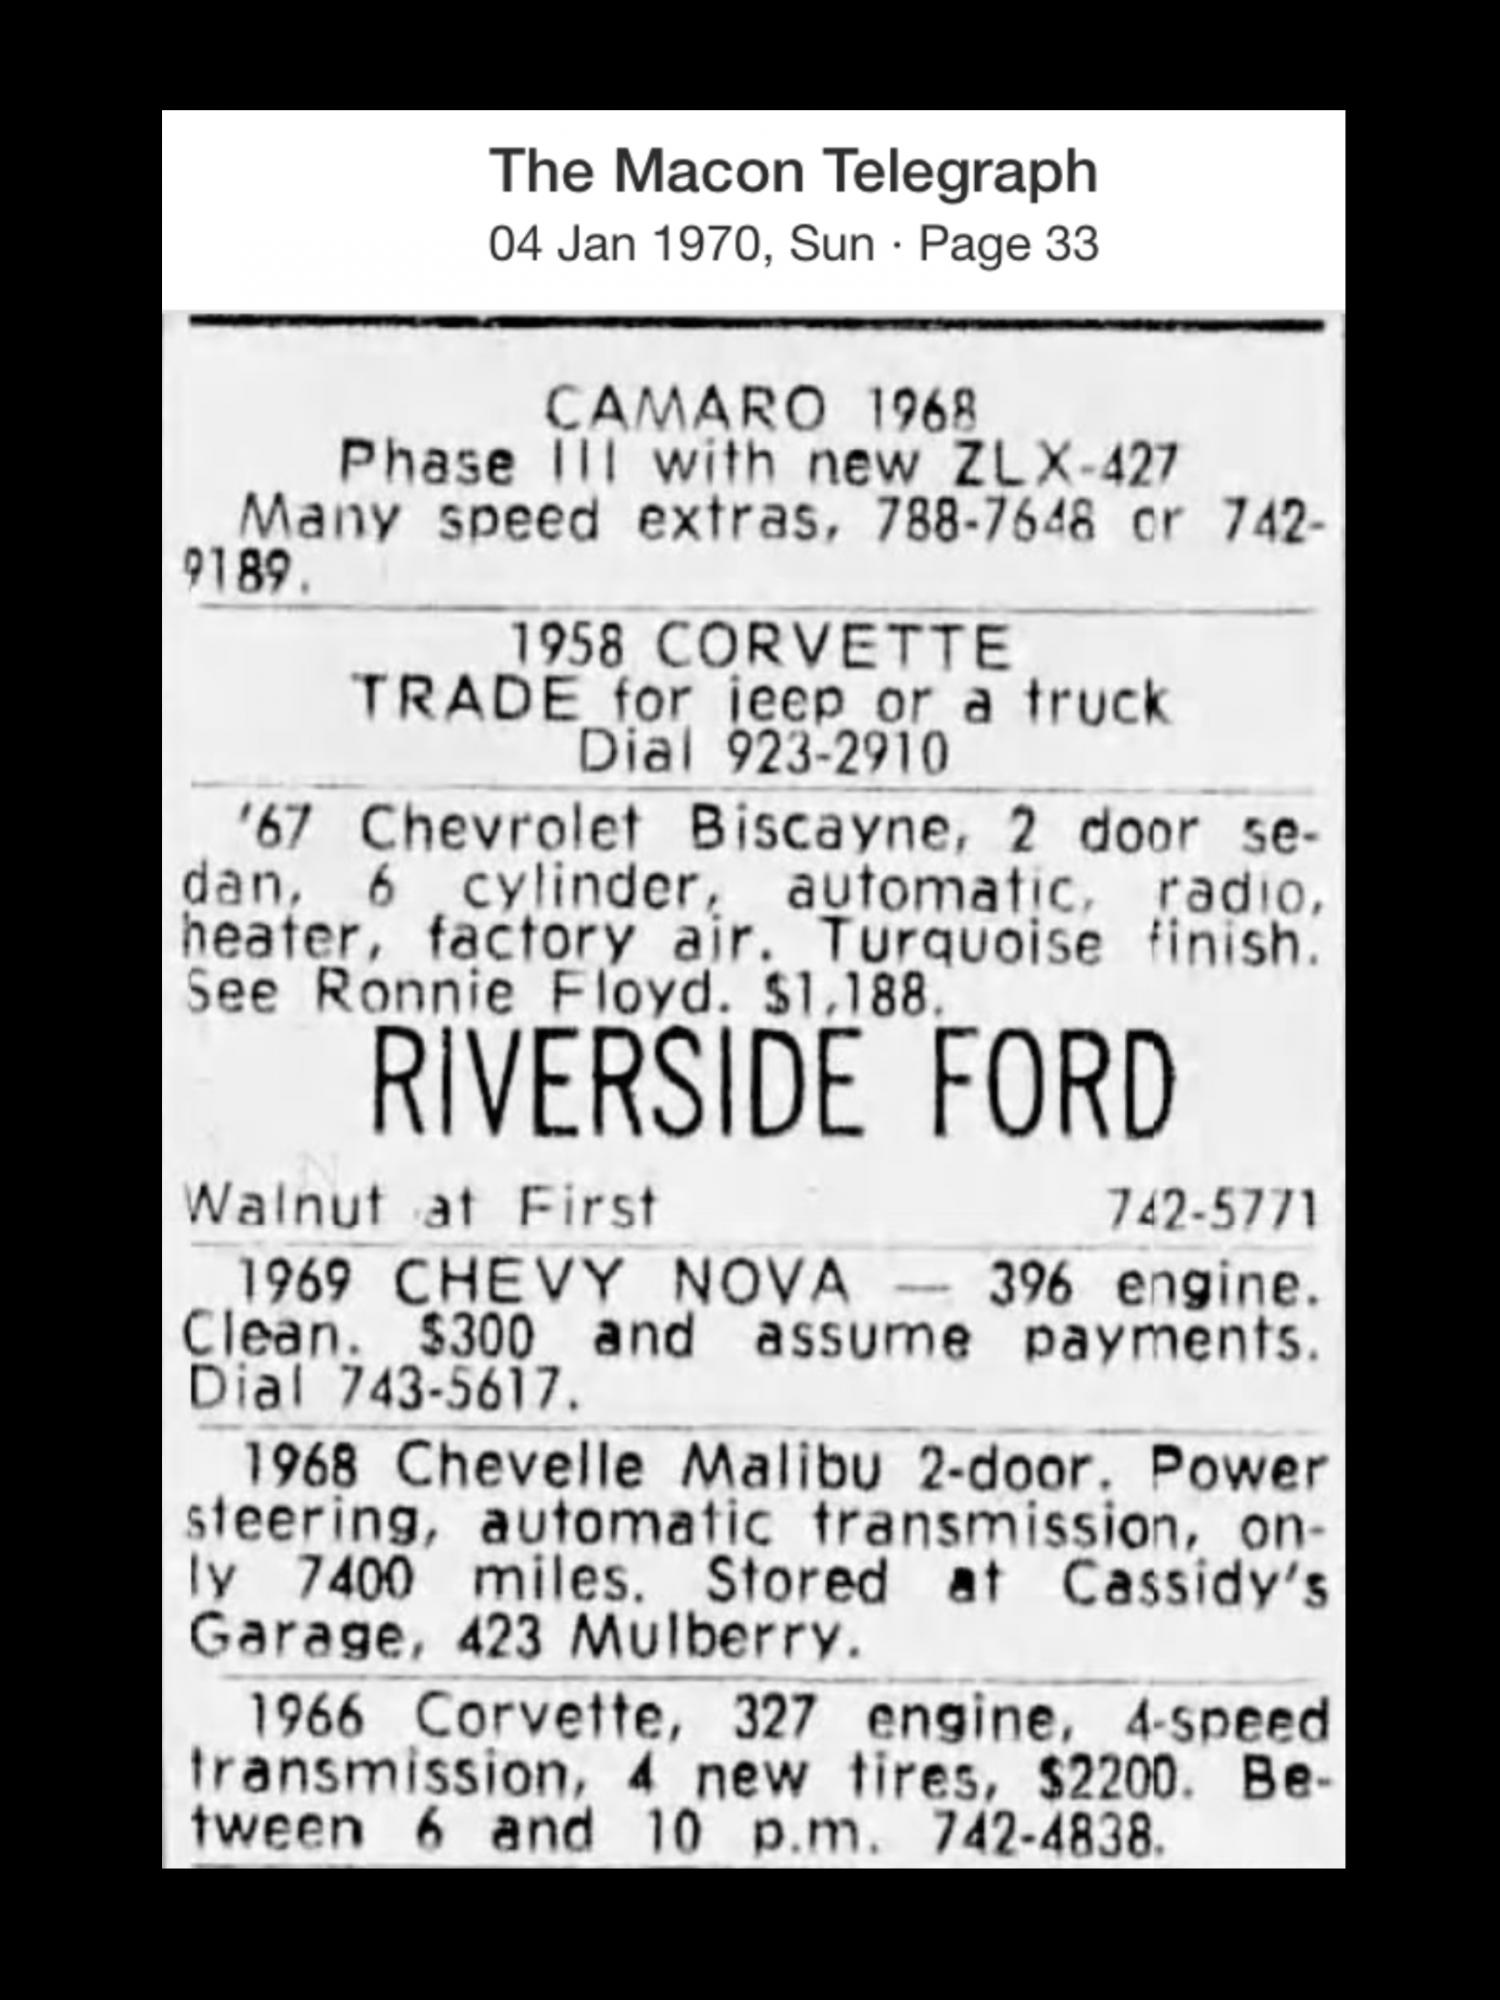 The Macon Telegraph
04 Jan 1970, Sun · Page 33
CAMARO 1968
Phase III with new ZLX-427
Many speed extras, 788-7648 or 742-
9189.
1958 CORVETTE
TRADE for jeep or a truck
Dial 923-2910
'67 Chevrolet Biscayne, 2 door se-
dan, 6 cylinder, automatic, radio,
heater, factory air. Turquoise finish.
See Ronnie Floyd. $1,188.
RIVERSIDE FORD
Walnut at First 742-5771
1969 CHEVY NOVA — 396 engine.
Clean. $300 and assume payments.
Dial 743-5617.
1968 Chevelle Malibu 2-door. Power
steering, automatic transmission, on-
ly 7400 miles. Stored at Cassidy's
Garage, 423 Mulberry.
1966 Corvette, 327 engine, 4-speed
transmission, 4 new tires, $2200. Be-
tween 6 and 10 p.m. 742-4838.